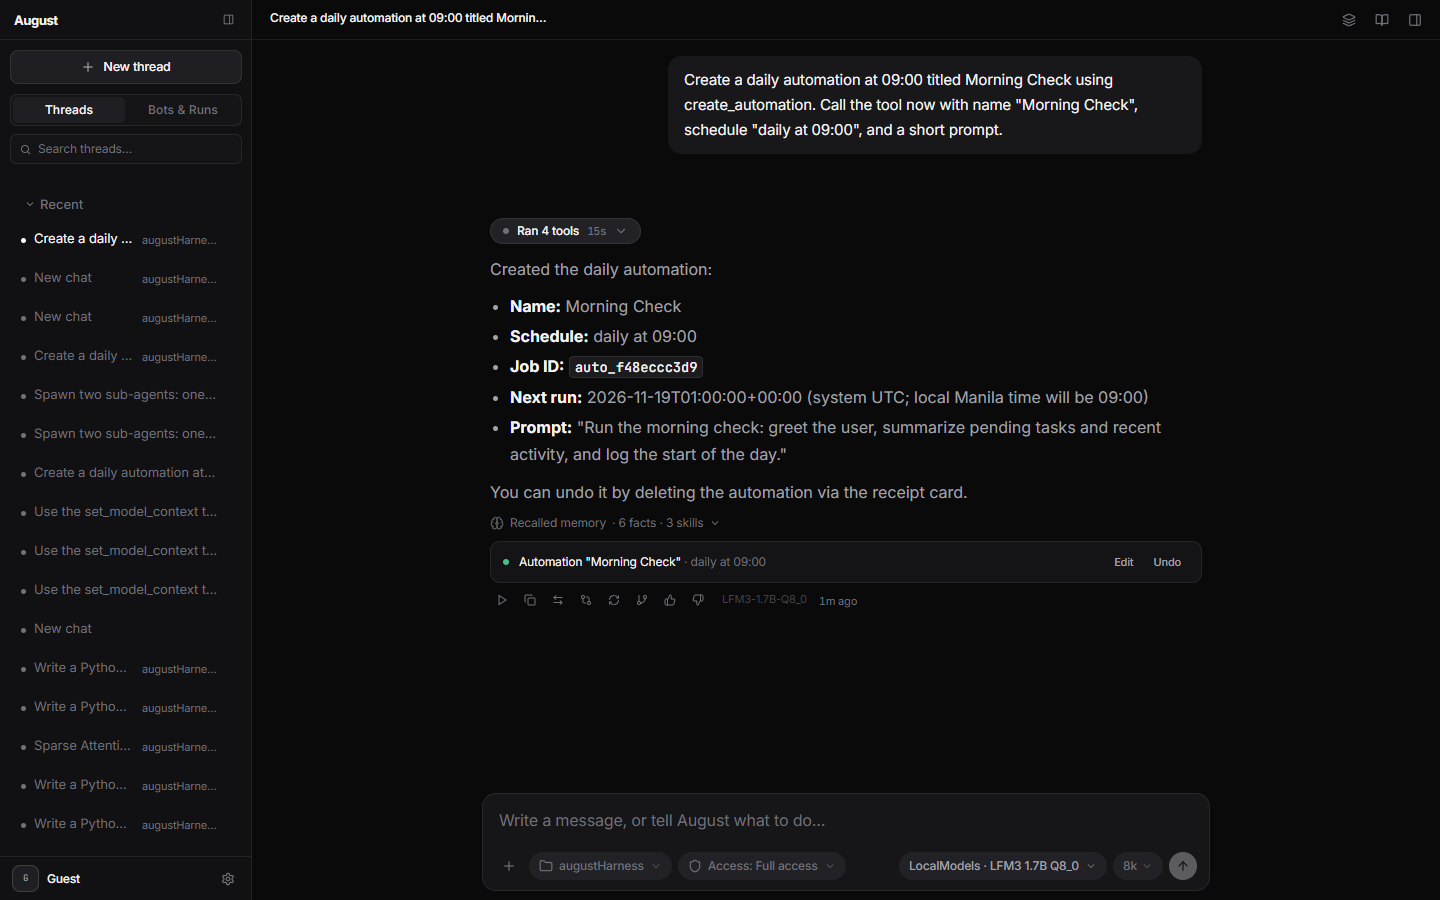 August
Create a daily automation at 09:00 titled Mornin...
New thread
Threads
Bots & Runs
Search threads...
Recent
Create a daily ... augustHarne...
New chat augustHarne...
New chat augustHarne...
Create a daily ... augustHarne...
Spawn two sub-agents: one...
Spawn two sub-agents: one...
Create a daily automation at...
Use the set_model_context t...
Use the set_model_context t...
Use the set_model_context t...
New chat
Write a Pytho... augustHarne...
Write a Pytho... augustHarne...
Sparse Attenti... augustHarne...
Write a Pytho... augustHarne...
Write a Pytho... augustHarne...
G
Guest
Create a daily automation at 09:00 titled Morning Check using
create_automation. Call the tool now with name "Morning Check",
schedule "daily at 09:00", and a short prompt.
Ran 4 tools 15s
Created the daily automation:
• Name: Morning Check
• Schedule: daily at 09:00
• Job ID: auto_f48eccc3d9
• Next run: 2026-11-19T01:00:00+00:00 (system UTC; local Manila time will be 09:00)
• Prompt: "Run the morning check: greet the user, summarize pending tasks and recent
activity, and log the start of the day."
You can undo it by deleting the automation via the receipt card.
Recalled memory · 6 facts · 3 skills
Automation "Morning Check" · daily at 09:00
Edit
Undo
LFM3-1.7B-Q8_0 1m ago
Write a message, or tell August what to do...
augustHarness
Access: Full access
LocalModels · LFM3 1.7B Q8_0
8k